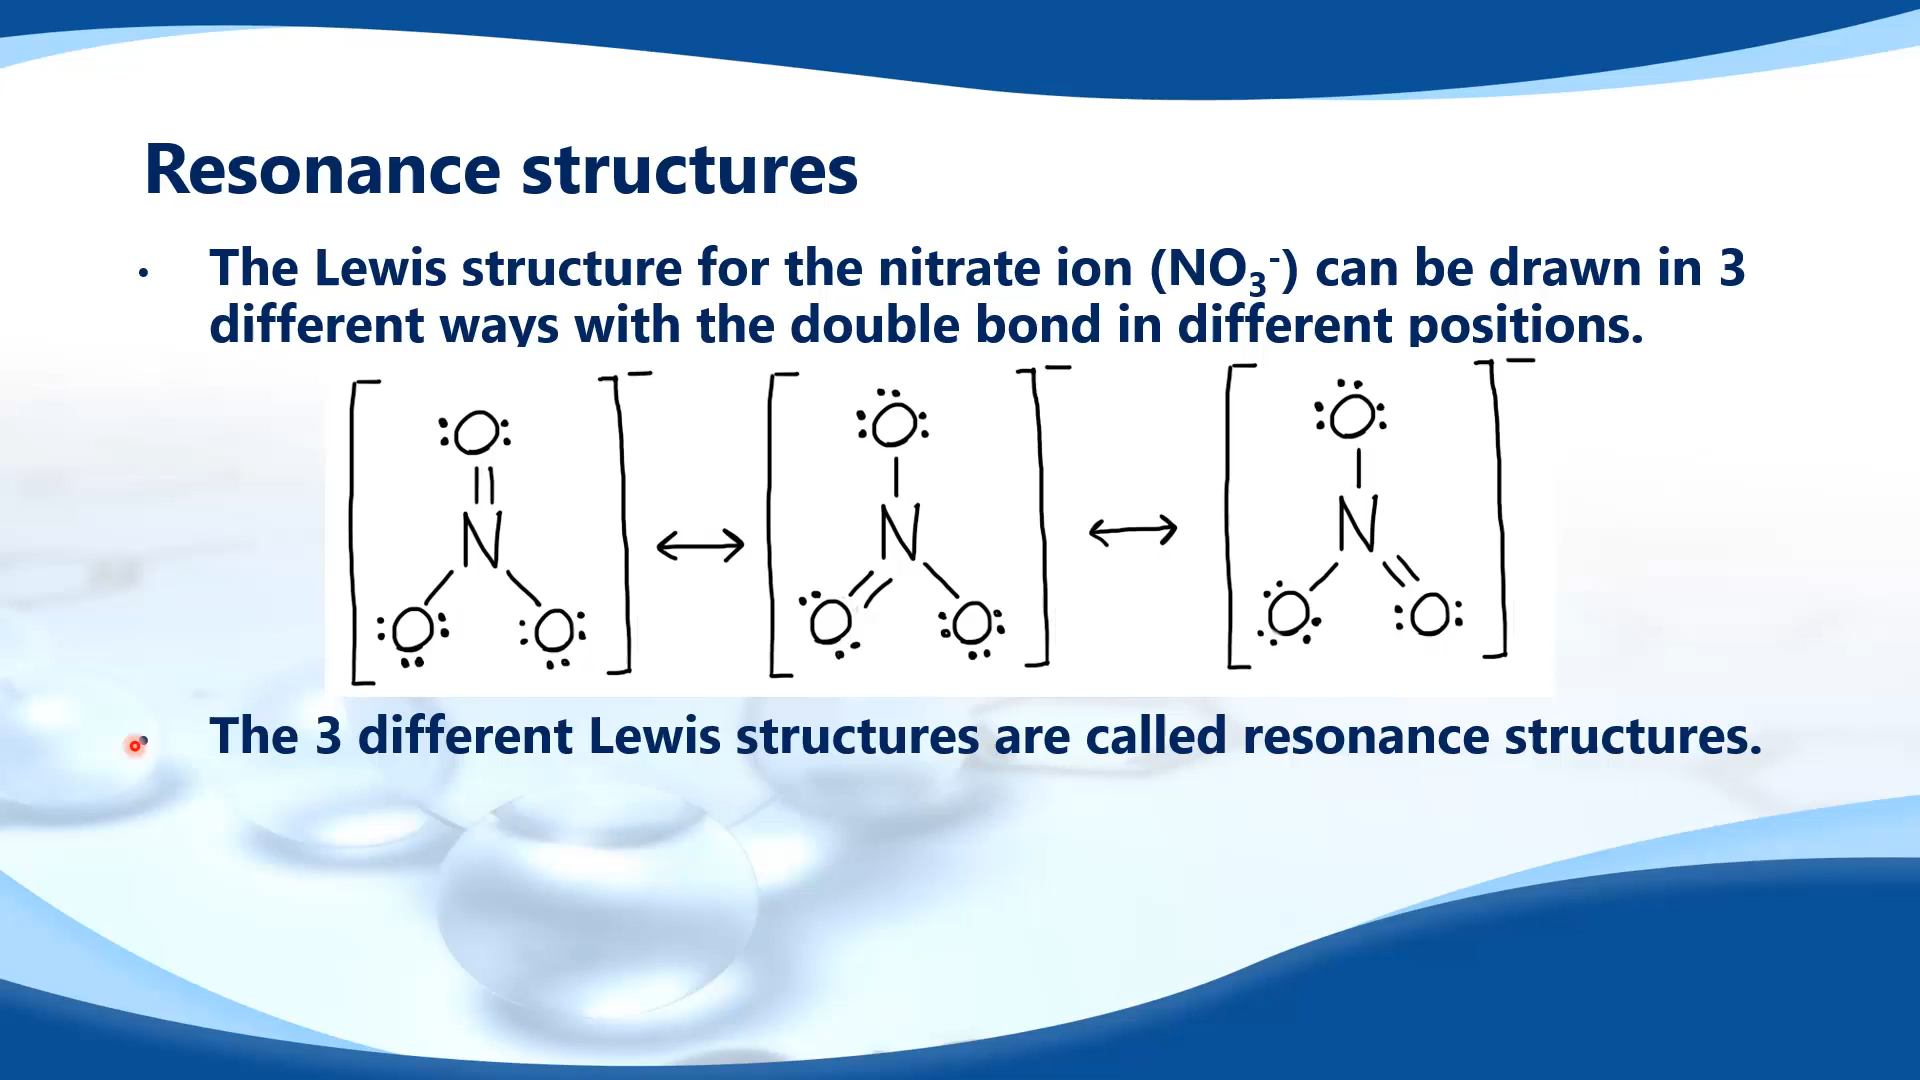 Resonance structures
• The Lewis structure for the nitrate ion (NO₃⁻) can be drawn in 3
different ways with the double bond in different positions.
[ :O: ]⁻ [ :O: ]⁻ [ :O: ]⁻
N ↔ N ↔ N
:O: :O: O :O: O :O:
• The 3 different Lewis structures are called resonance structures.